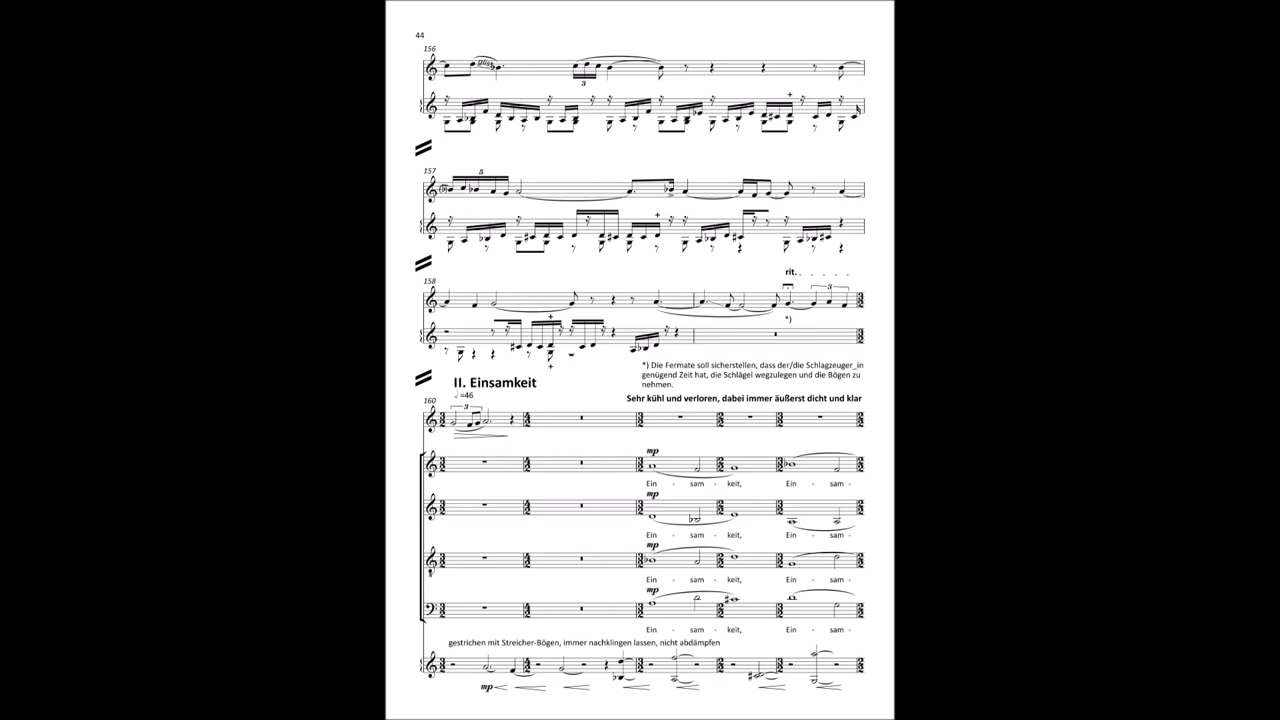 44
156
gliss.
3
+
157
5
+
rit. _ _ _ _ _
158
3
+
*)
+
*) Die Fermate soll sicherstellen, dass der/die Schlagzeuger_in
genügend Zeit hat, die Schlägel wegzulegen und die Bögen zu
nehmen.
II. Einsamkeit
=46
Sehr kühl und verloren, dabei immer äußerst dicht und klar
160
3
mp
Ein - sam - keit, Ein - sam -
mp
Ein - sam - keit, Ein - sam -
mp
Ein - sam - keit, Ein - sam -
mp
Ein - sam - keit, Ein - sam -
gestrichen mit Streicher-Bögen, immer nachklingen lassen, nicht abdämpfen
mp